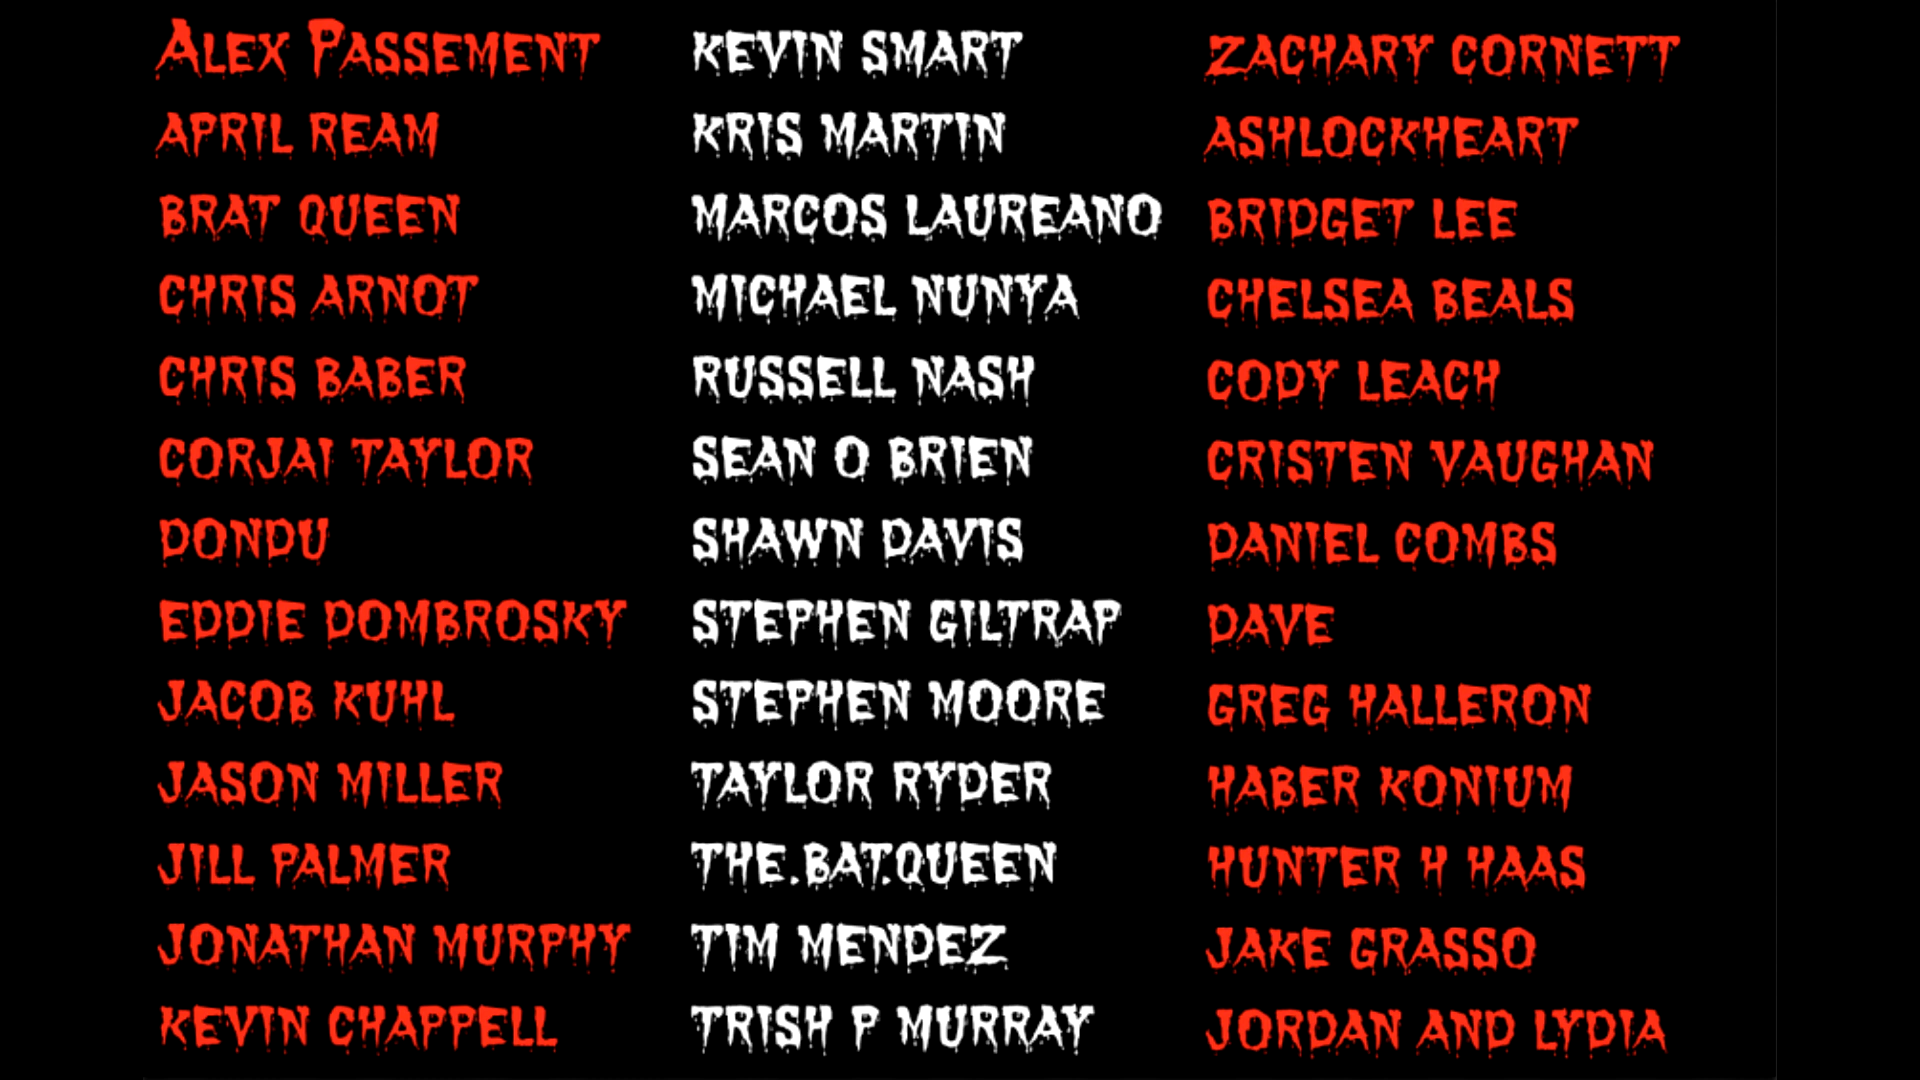 Alex Passement
APRIL REAM
BRAT QUEEN
CHRIS ARNOT
CHRIS BABER
CORJAI TAYLOR
DONDU
EDDIE DOMBROSKY
JACOB KUHL
JASON MILLER
JILL PALMER
JONATHAN MURPHY
KEVIN CHAPPELL
KEVIN SMART
KRIS MARTIN
MARCOS LAUREANO
MICHAEL NUNYA
RUSSELL NASH
SEAN O BRIEN
SHAWN DAVIS
STEPHEN GILTRAP
STEPHEN MOORE
TAYLOR RYDER
THE.BAT.QUEEN
TIM MENDEZ
TRISH P MURRAY
ZACHARY CORNETT
ASHLOCKHEART
BRIDGET LEE
CHELSEA BEALS
CODY LEACH
CRISTEN VAUGHAN
DANIEL COMBS
DAVE
GREG HALLERON
HABER KONIUM
HUNTER H HAAS
JAKE GRASSO
JORDAN AND LYDIA